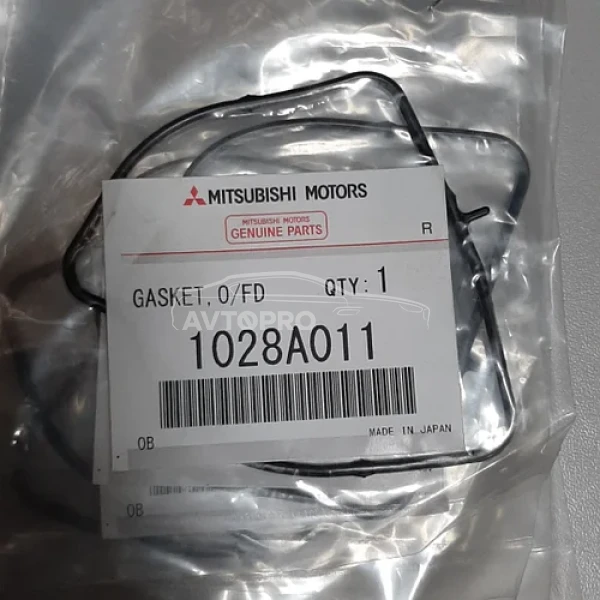 MITSUBISHI MOTORS
MITSUBISHI MOTORS
GENUINE PARTS
R
GASKET, O/FD QTY: 1
AVTOPRO
1028A011
OB
MADE IN JAPAN
OB